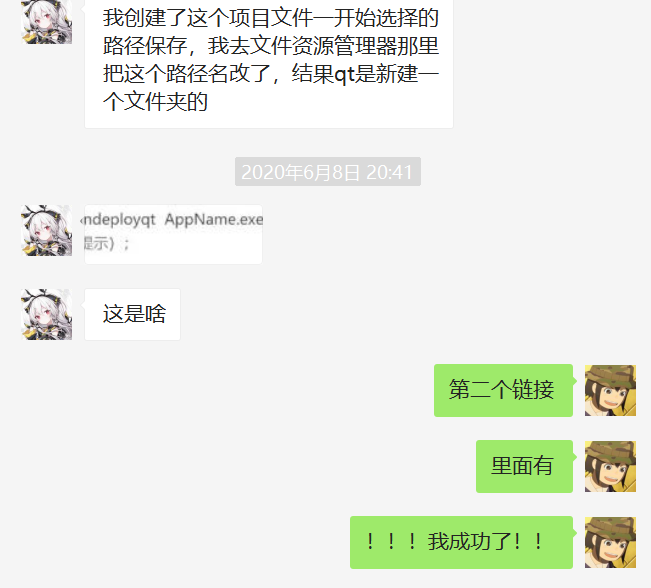 我创建了这个项目文件一开始选择的
路径保存，我去文件资源管理器那里
把这个路径名改了，结果qt是新建一
个文件夹的
2020年6月8日 20:41
ndeployqt AppName.exe
提示）；
这是啥
第二个链接
里面有
！！！我成功了！！